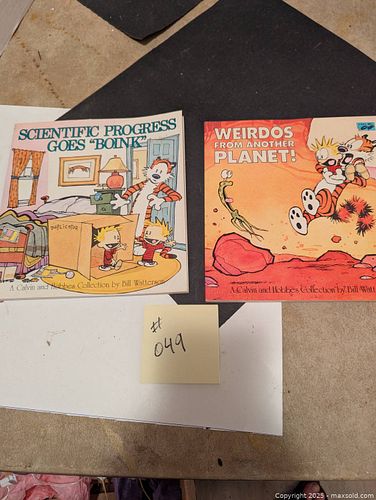 SCIENTIFIC PROGRESS
GOES "BOINK"
A Calvin and Hobbes Collection by Bill Watterson
WEIRDOS
FROM ANOTHER
PLANET!
A Calvin and Hobbes Collection by Bill Watt
#
049
Copyright 2025 - maxsold.com